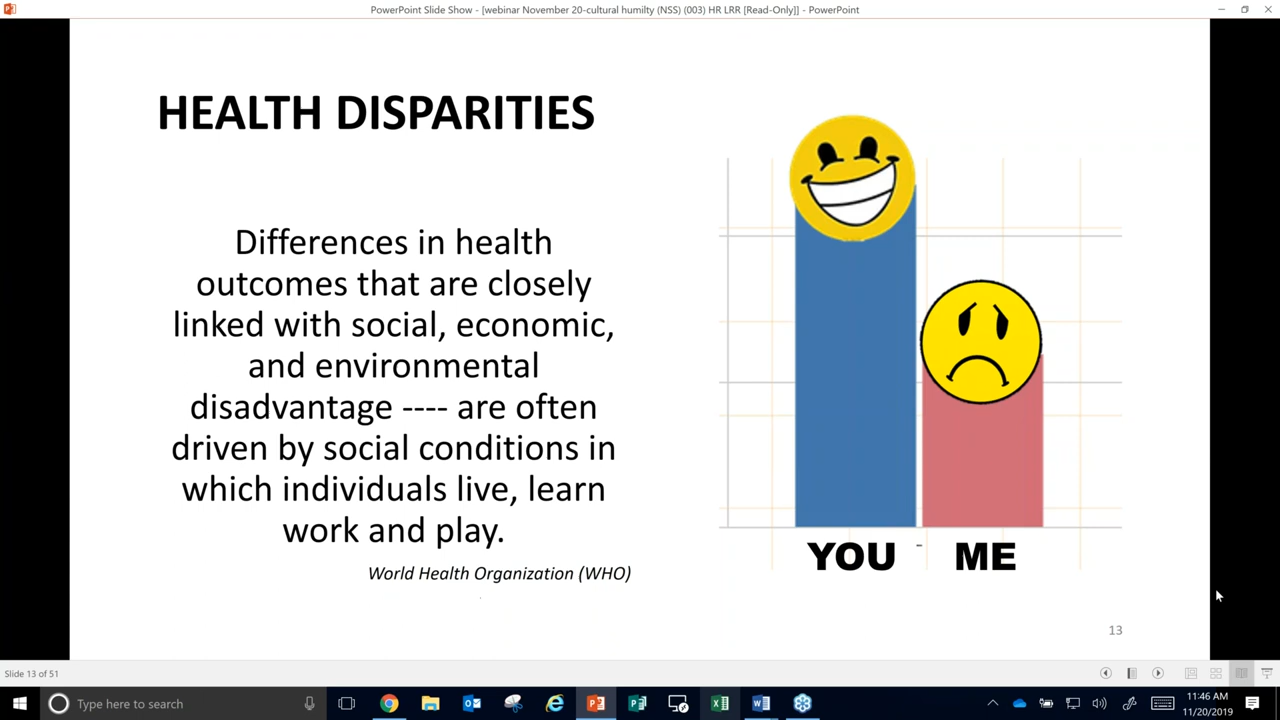 PowerPoint Slide Show - [webinar November 20-cultural humilty (NSS) (003) HR LRR [Read-Only]] - PowerPoint
HEALTH DISPARITIES
Differences in health
outcomes that are closely
linked with social, economic,
and environmental
disadvantage ---- are often
driven by social conditions in
which individuals live, learn
work and play.
World Health Organization (WHO)
YOU - ME
13
Slide 13 of 51
Type here to search
11:46 AM
11/20/2019